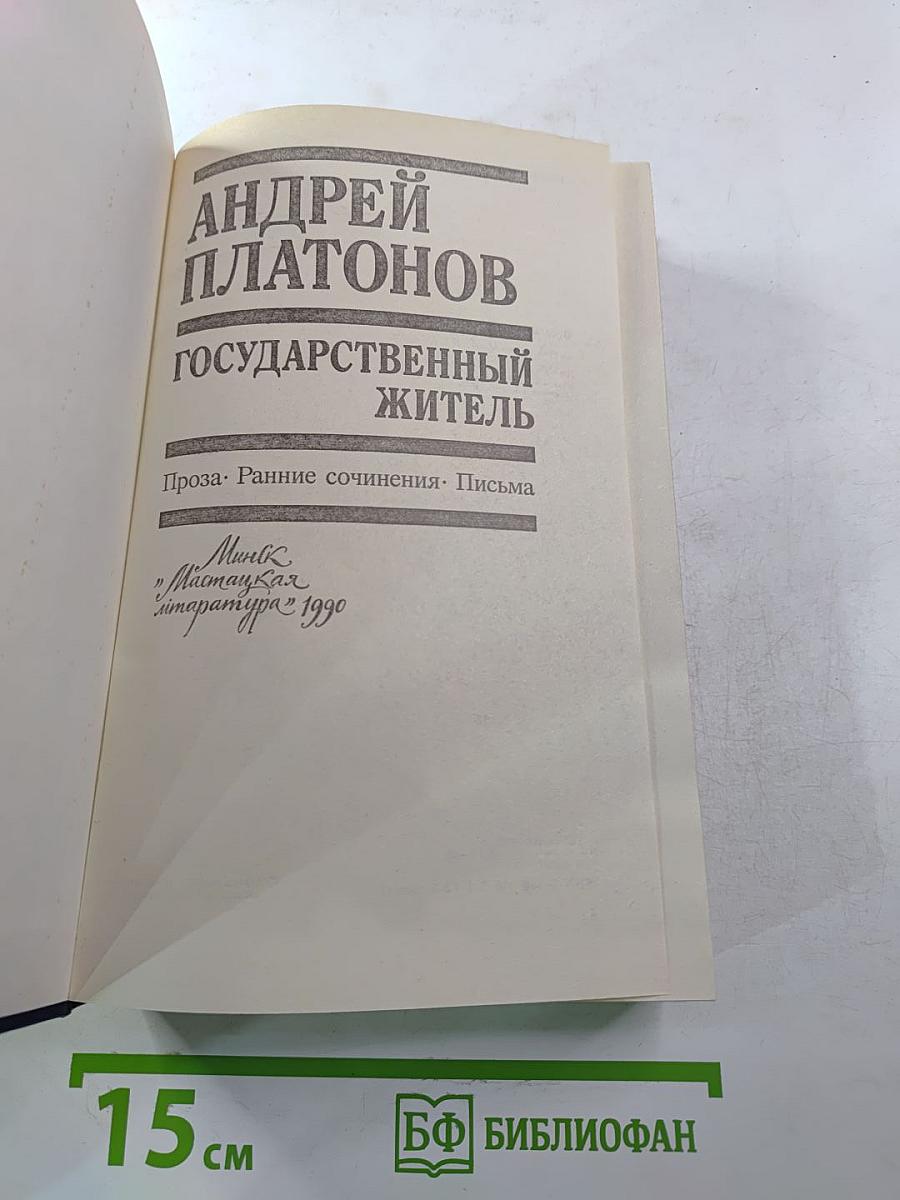 АНДРЕЙ
ПЛАТОНОВ
ГОСУДАРСТВЕННЫЙ
ЖИТЕЛЬ
Проза· Ранние сочинения· Письма
Минск
„Мастацкая
літаратура" 1990
15 см
БФ БИБЛИОФАН